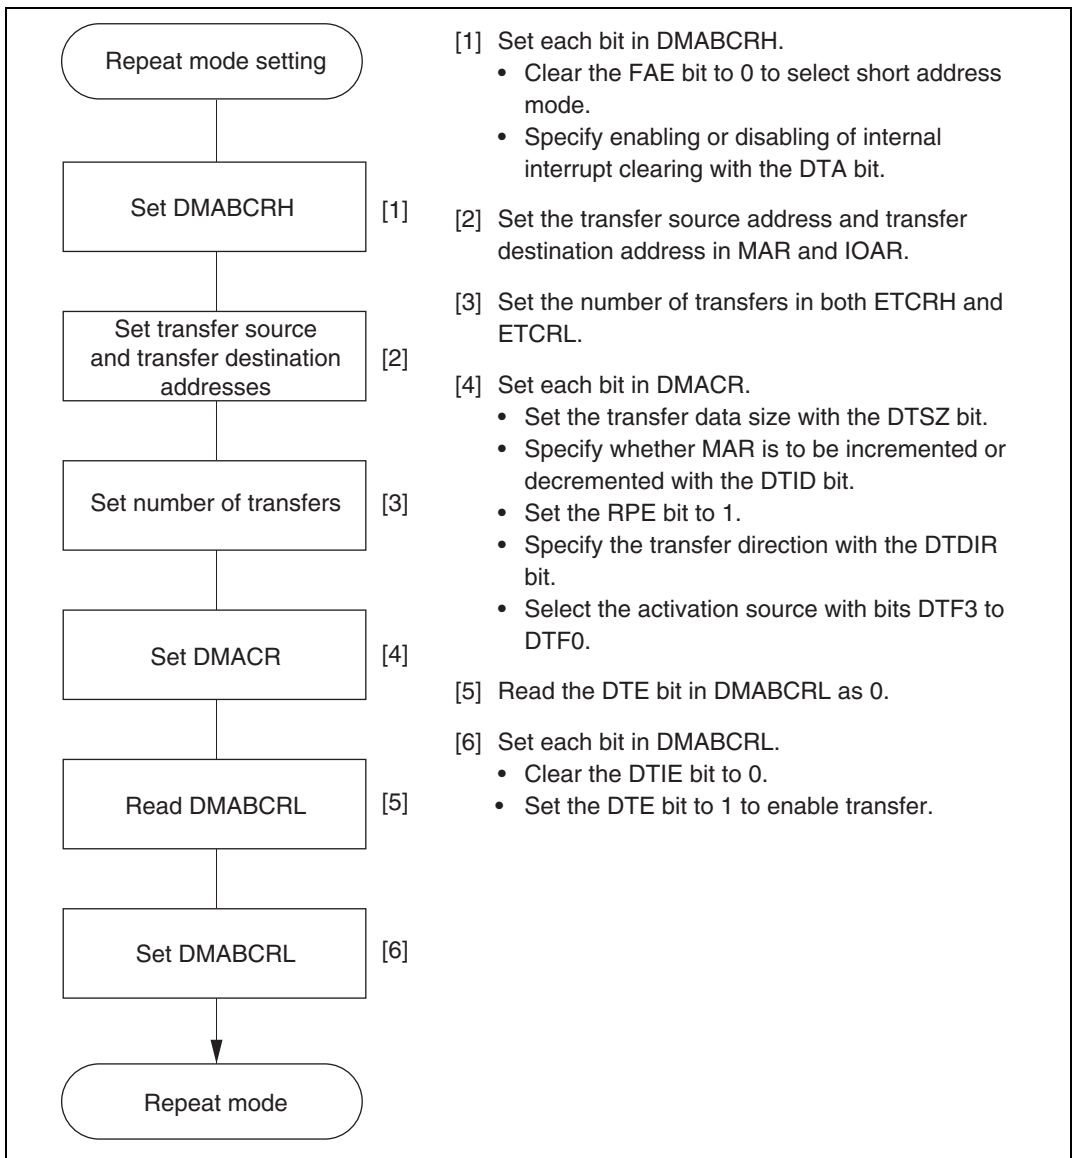 Repeat mode setting
Set DMABCRH [1]
Set transfer source
and transfer destination [2]
addresses
Set number of transfers [3]
Set DMACR [4]
Read DMABCRL [5]
Set DMABCRL [6]
Repeat mode
[1] Set each bit in DMABCRH.
• Clear the FAE bit to 0 to select short address
mode.
• Specify enabling or disabling of internal
interrupt clearing with the DTA bit.
[2] Set the transfer source address and transfer
destination address in MAR and IOAR.
[3] Set the number of transfers in both ETCRH and
ETCRL.
[4] Set each bit in DMACR.
• Set the transfer data size with the DTSZ bit.
• Specify whether MAR is to be incremented or
decremented with the DTID bit.
• Set the RPE bit to 1.
• Specify the transfer direction with the DTDIR
bit.
• Select the activation source with bits DTF3 to
DTF0.
[5] Read the DTE bit in DMABCRL as 0.
[6] Set each bit in DMABCRL.
• Clear the DTIE bit to 0.
• Set the DTE bit to 1 to enable transfer.